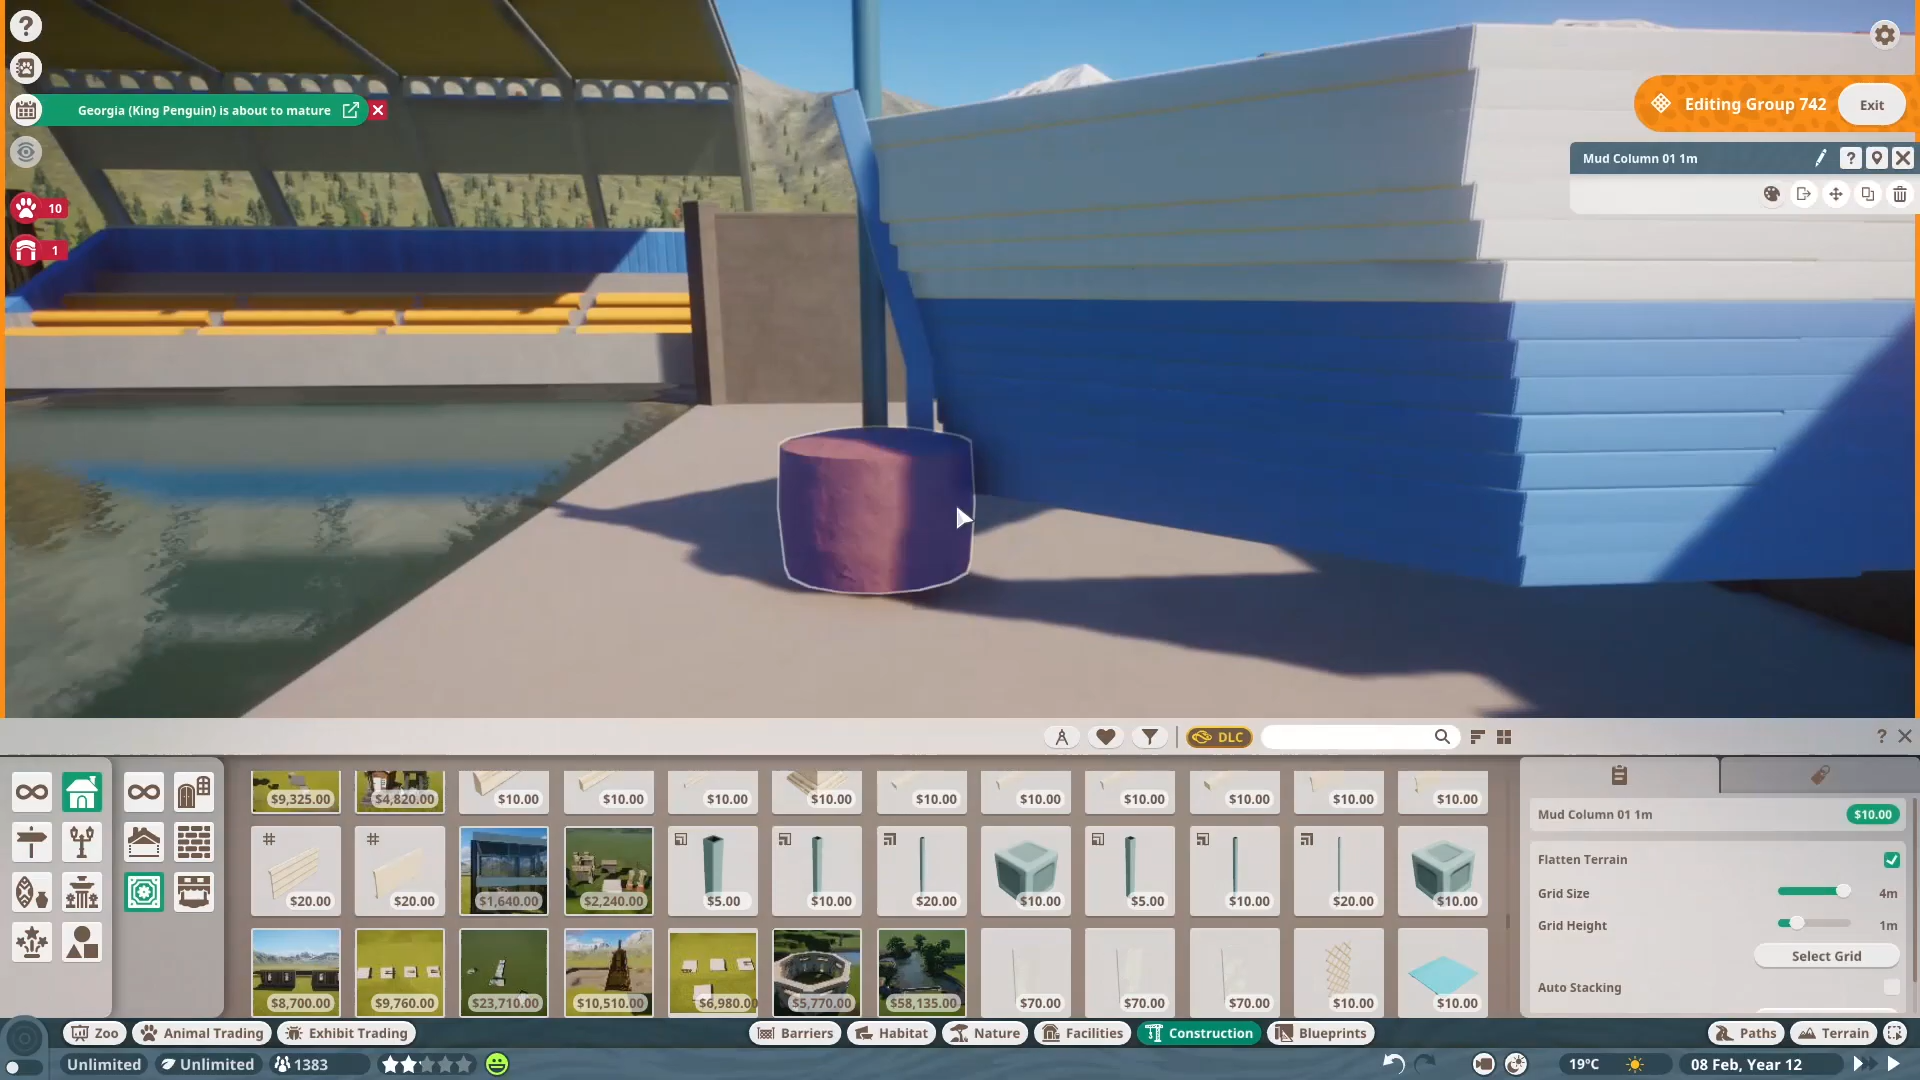 ?
Georgia (King Penguin) is about to mature
Editing Group 742
Exit
Mud Column 01 1m
?
10
1
DLC
?
$9,325.00
$4,820.00
$10.00
$10.00
$10.00
$10.00
$10.00
$10.00
$10.00
$10.00
$10.00
$10.00
$20.00
$20.00
$1,640.00
$2,240.00
$5.00
$10.00
$20.00
$10.00
$5.00
$10.00
$20.00
$10.00
$8,700.00
$9,760.00
$23,710.00
$10,510.00
$6,980.00
$5,770.00
$58,135.00
$70.00
$70.00
$70.00
$10.00
$10.00
Mud Column 01 1m
$10.00
Flatten Terrain
Grid Size
4m
Grid Height
1m
Select Grid
Auto Stacking
Zoo
Animal Trading
Exhibit Trading
Barriers
Habitat
Nature
Facilities
Construction
Blueprints
Paths
Terrain
Unlimited
Unlimited
1383
19°C
08 Feb, Year 12